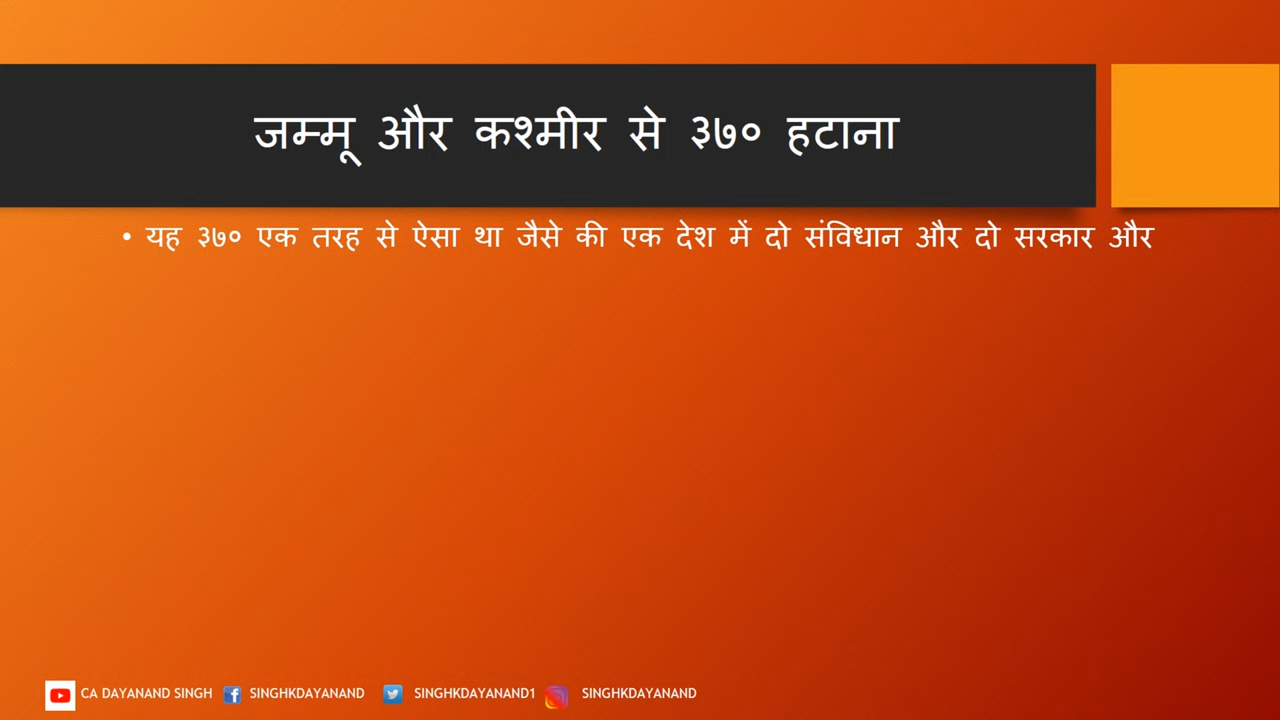 जम्मू और कश्मीर से ३७० हटाना
• यह ३७० एक तरह से ऐसा था जैसे की एक देश में दो संविधान और दो सरकार और
CA DAYANAND SINGH SINGHKDAYANAND SINGHKDAYANAND1 SINGHKDAYANAND